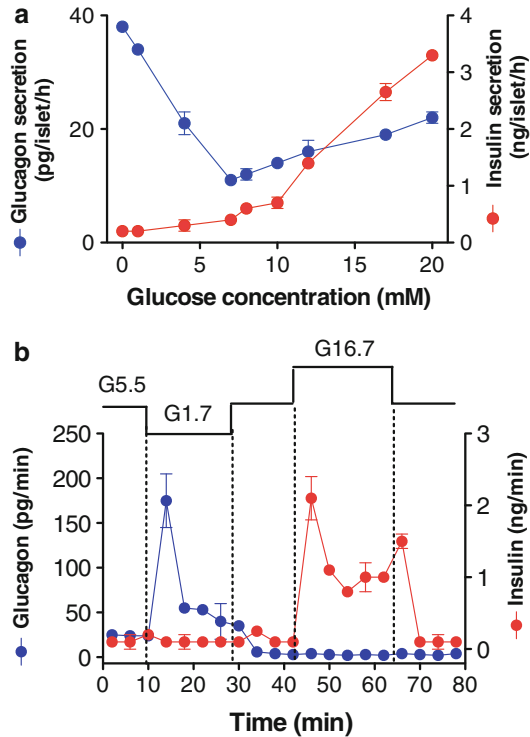 a
Glucagon secretion
(pg/islet/h)
40
20
0
4
3
2
1
0
Insulin secretion
(ng/islet/h)
0 5 10 15 20
Glucose concentration (mM)
b
G16.7
G5.5
G1.7
Glucagon (pg/min)
250
200
150
100
50
0
3
2
1
0
Insulin (ng/min)
0 10 20 30 40 50 60 70 80
Time (min)